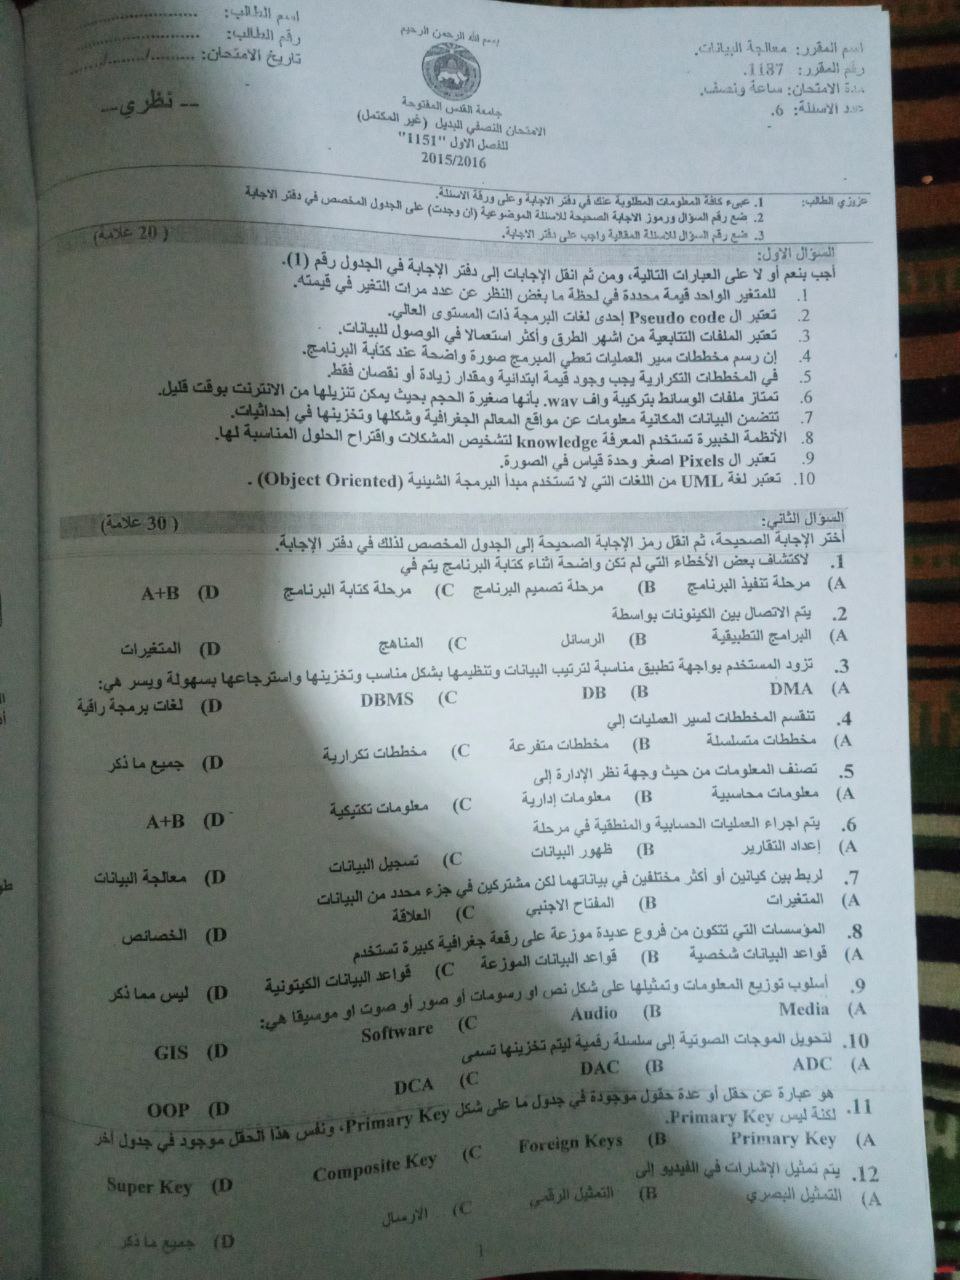 بسم الله الرحمن الرحيم
اسم المقرر: معالجة البيانات.
رقم المقرر: 1187.
مدة الامتحان: ساعة ونصف.
عدد الاسئلة: 6.
جامعة القدس المفتوحة
الامتحان النصفي البديل (غير المكتمل)
للفصل الاول "1151"
2015/2016
اسم الطالب: ....................
رقم الطالب: ....................
تاريخ الامتحان: ......../......../........
-- نظري --
عزيزي الطالب: 1. عبىء كافة المعلومات المطلوبة عنك في دفتر الاجابة وعلى ورقة الاسئلة.
2. ضع رقم السؤال ورموز الاجابة الصحيحة للاسئلة الموضوعية (ان وجدت) على الجدول المخصص في دفتر الاجابة
3. ضع رقم السؤال للاسئلة المقالية واجب على دفتر الاجابة.
السؤال الاول: ( 20 علامة)
أجب بنعم أو لا على العبارات التالية، ومن ثم انقل الإجابات إلى دفتر الإجابة في الجدول رقم (1).
1. للمتغير الواحد قيمة محددة في لحظة ما بغض النظر عن عدد مرات التغير في قيمته.
2. تعتبر ال Pseudo code إحدى لغات البرمجة ذات المستوى العالي.
3. تعتبر الملفات التتابعية من اشهر الطرق وأكثر استعمالا في الوصول للبيانات.
4. إن رسم مخططات سير العمليات تعطي المبرمج صورة واضحة عند كتابة البرنامج.
5. في المخططات التكرارية يجب وجود قيمة ابتدائية ومقدار زيادة أو نقصان فقط.
6. تمتاز ملفات الوسائط بتركيبة واف wav. بأنها صغيرة الحجم بحيث يمكن تنزيلها من الانترنت بوقت قليل.
7. تتضمن البيانات المكانية معلومات عن مواقع المعالم الجغرافية وشكلها وتخزينها في إحداثيات.
8. الأنظمة الخبيرة تستخدم المعرفة knowledge لتشخيص المشكلات واقتراح الحلول المناسبة لها.
9. تعتبر ال Pixels اصغر وحدة قياس في الصورة.
10. تعتبر لغة UML من اللغات التي لا تستخدم مبدأ البرمجة الشيئية (Object Oriented) .
السؤال الثاني: ( 30 علامة)
أختر الإجابة الصحيحة، ثم انقل رمز الإجابة الصحيحة إلى الجدول المخصص لذلك في دفتر الإجابة.
1. لاكتشاف بعض الأخطاء التي لم تكن واضحة اثناء كتابة البرنامج يتم في
A) مرحلة تنفيذ البرنامج B) مرحلة تصميم البرنامج C) مرحلة كتابة البرنامج D) A+B
2. يتم الاتصال بين الكينونات بواسطة
A) البرامج التطبيقية B) الرسائل C) المناهج D) المتغيرات
3. تزود المستخدم بواجهة تطبيق مناسبة لترتيب البيانات وتنظيمها بشكل مناسب وتخزينها واسترجاعها بسهولة ويسر هي:
A) DMA B) DB C) DBMS D) لغات برمجة راقية
4. تنقسم المخططات لسير العمليات إلى
A) مخططات متسلسلة B) مخططات متفرعة C) مخططات تكرارية D) جميع ما ذكر
5. تصنف المعلومات من حيث وجهة نظر الإدارة إلى
A) معلومات محاسبية B) معلومات إدارية C) معلومات تكتيكية D) A+B
6. يتم اجراء العمليات الحسابية والمنطقية في مرحلة
A) إعداد التقارير B) ظهور البيانات C) تسجيل البيانات D) معالجة البيانات
7. لربط بين كيانين أو أكثر مختلفين في بياناتهما لكن مشتركين في جزء محدد من البيانات
A) المتغيرات B) المفتاح الاجنبي C) العلاقة D) الخصائص
8. المؤسسات التي تتكون من فروع عديدة موزعة على رقعة جغرافية كبيرة تستخدم
A) قواعد البيانات شخصية B) قواعد البيانات الموزعة C) قواعد البيانات الكينونية D) ليس مما ذكر
9. أسلوب توزيع المعلومات وتمثيلها على شكل نص او رسومات أو صور أو صوت او موسيقا هي:
A) Media B) Audio C) Software D) GIS
10. لتحويل الموجات الصوتية إلى سلسلة رقمية ليتم تخزينها تسمى
A) ADC B) DAC C) DCA D) OOP
11. هو عبارة عن حقل أو عدة حقول موجودة في جدول ما على شكل Primary Key، ونفس هذا الحقل موجود في جدول اخر
لكنة ليس Primary Key.
A) Primary Key B) Foreign Keys C) Composite Key D) Super Key
12. يتم تمثيل الإشارات في الفيديو إلى
A) التمثيل البصري B) التمثيل الرقمي C) الارسال D) جميع ما ذكر
1